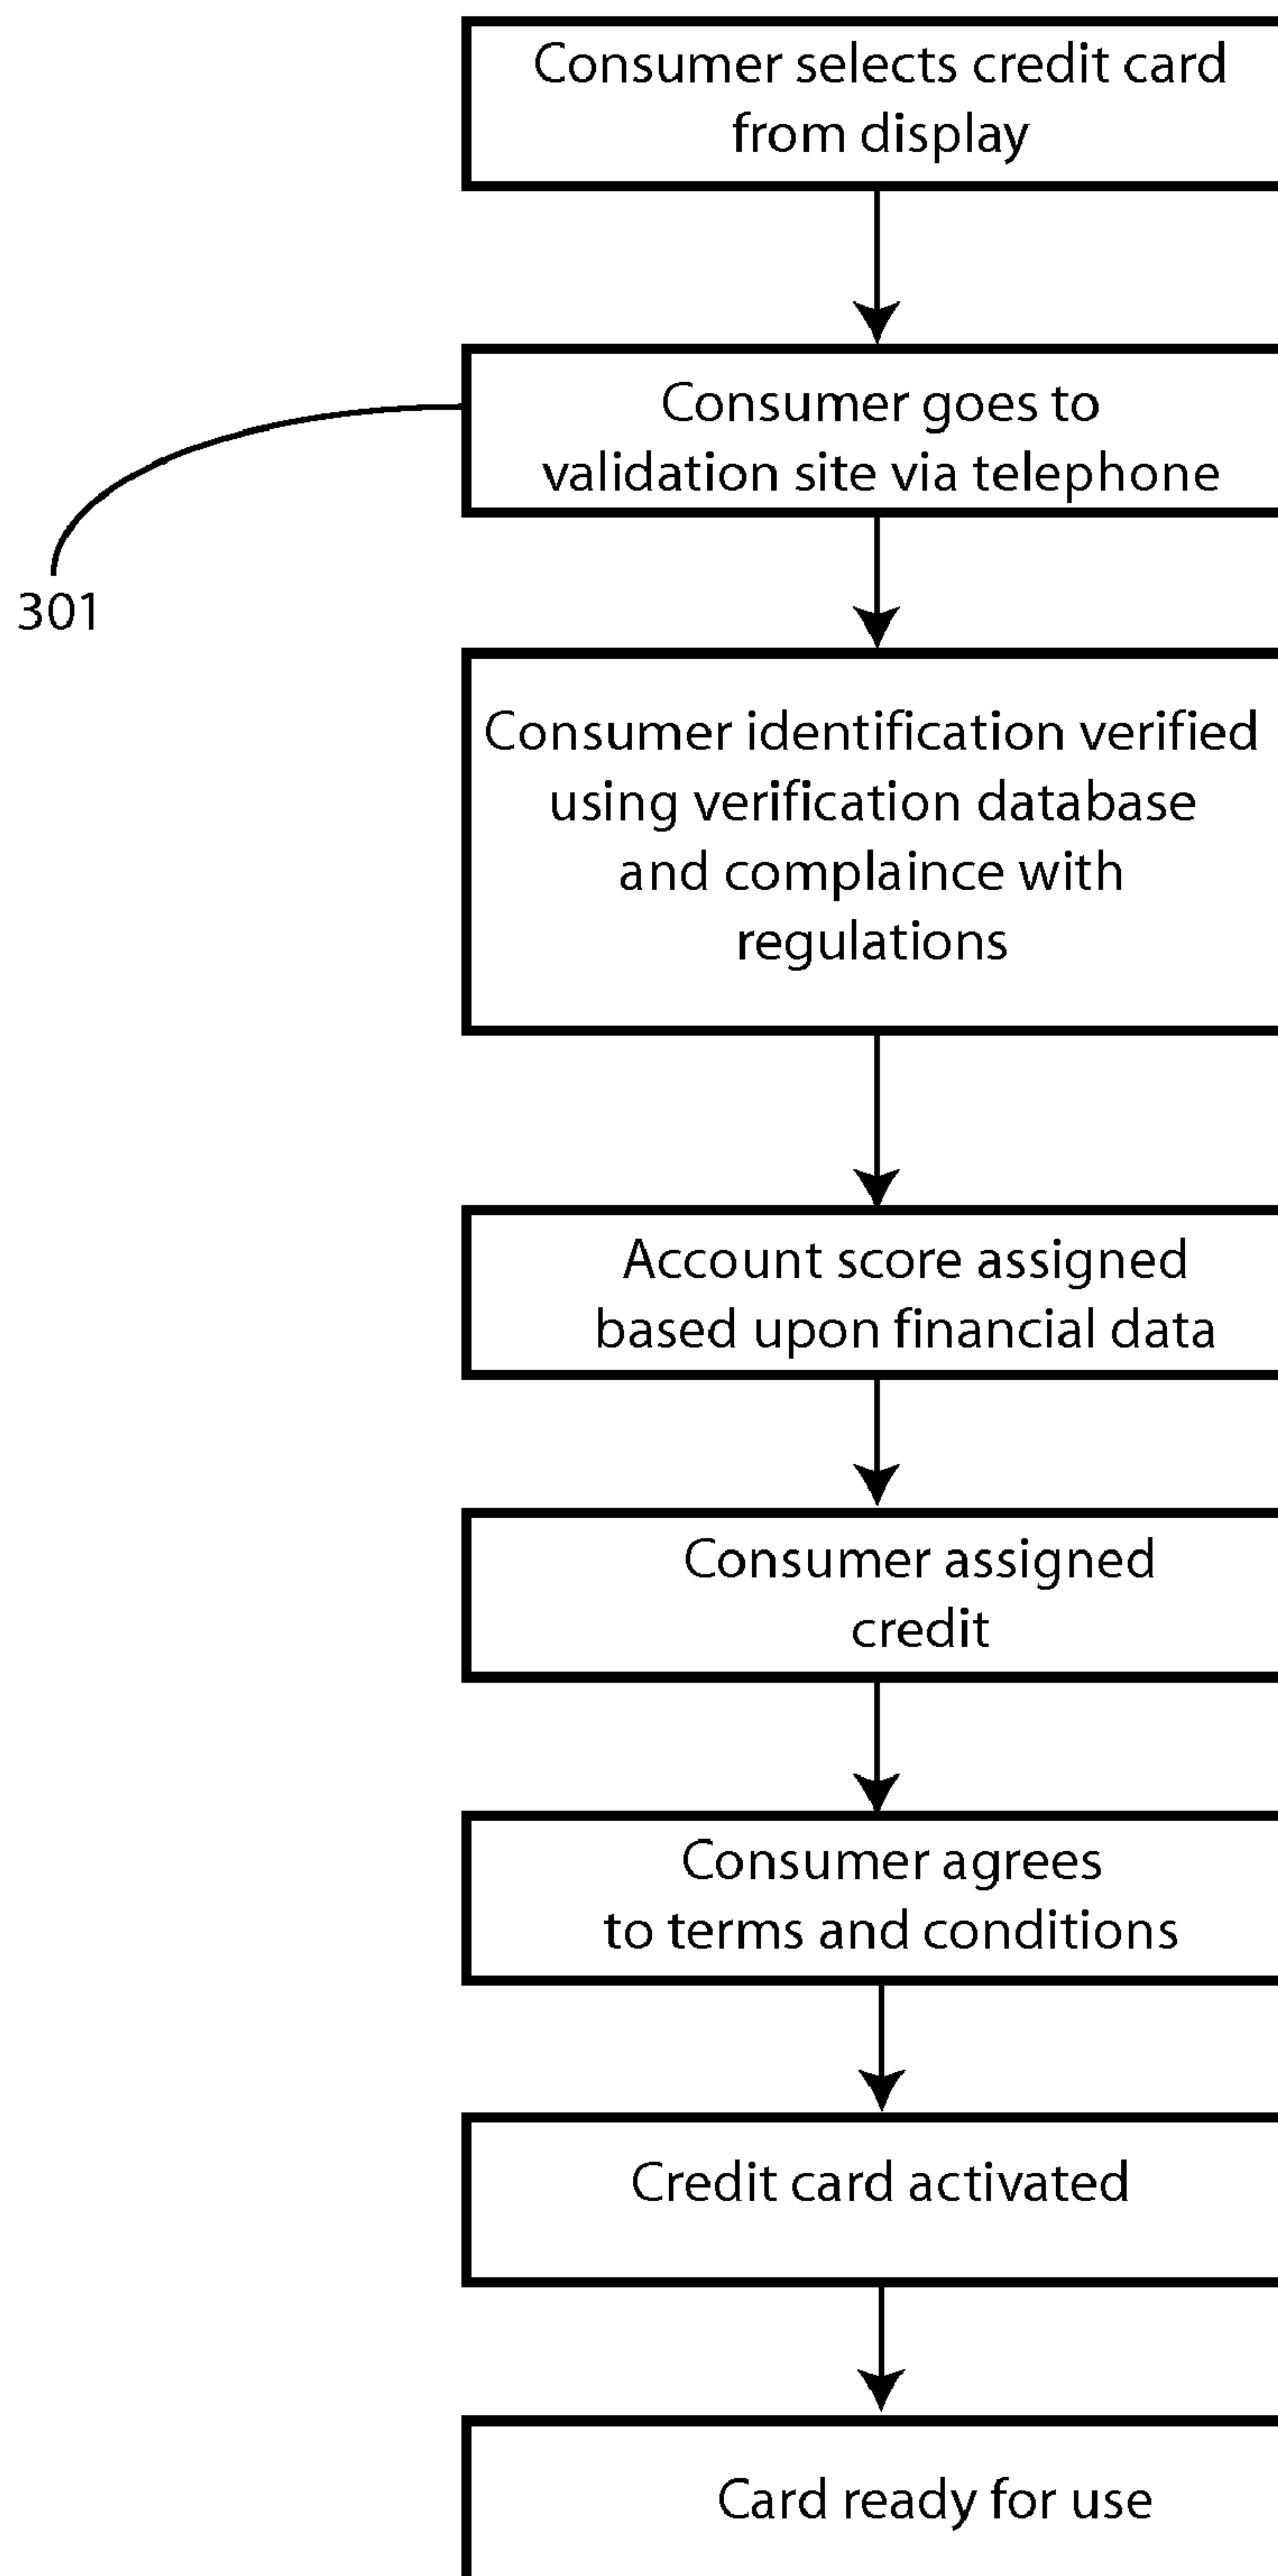 Consumer selects credit card
from display
Consumer goes to
validation site via telephone
301
Consumer identification verified
using verification database
and complaince with
regulations
Account score assigned
based upon financial data
Consumer assigned
credit
Consumer agrees
to terms and conditions
Credit card activated
Card ready for use